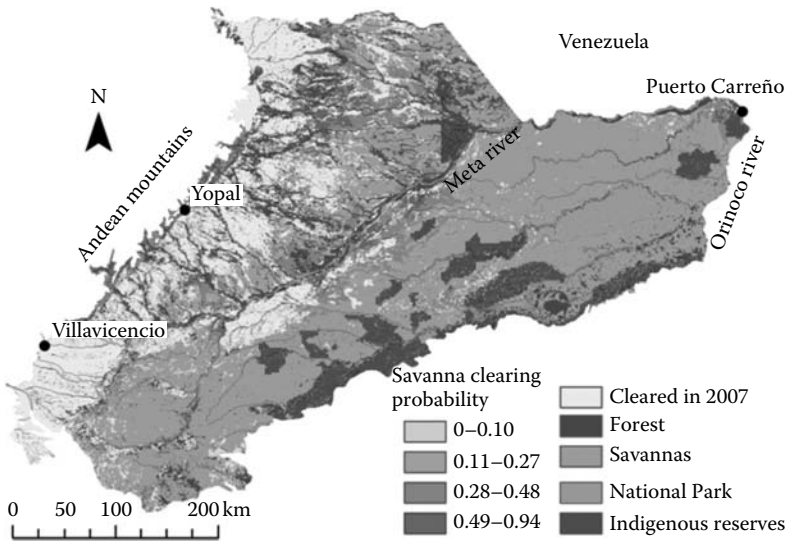 Venezuela
Puerto Carreño
N
Andean mountains
Meta river
Yopal
Orinoco river
Villavicencio
Savanna clearing
probability
0–0.10
0.11–0.27
0.28–0.48
0.49–0.94
Cleared in 2007
Forest
Savannas
National Park
Indigenous reserves
0 50 100 200 km